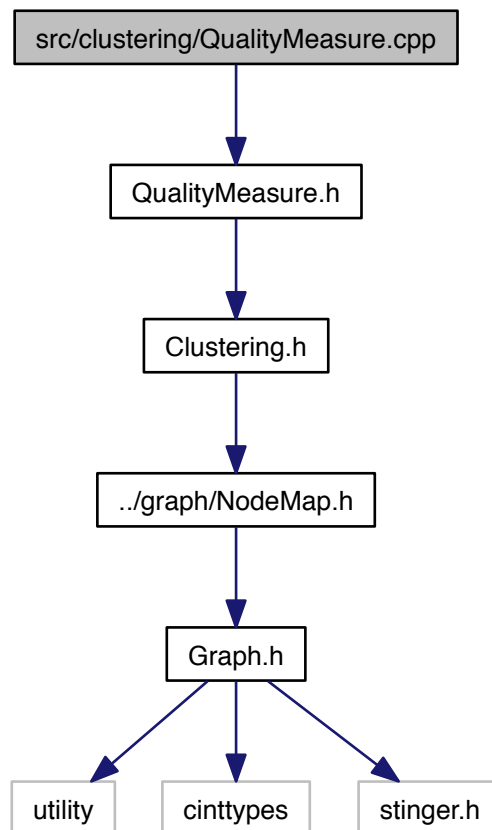 src/clustering/QualityMeasure.cpp
QualityMeasure.h
Clustering.h
../graph/NodeMap.h
Graph.h
utility
cinttypes
stinger.h